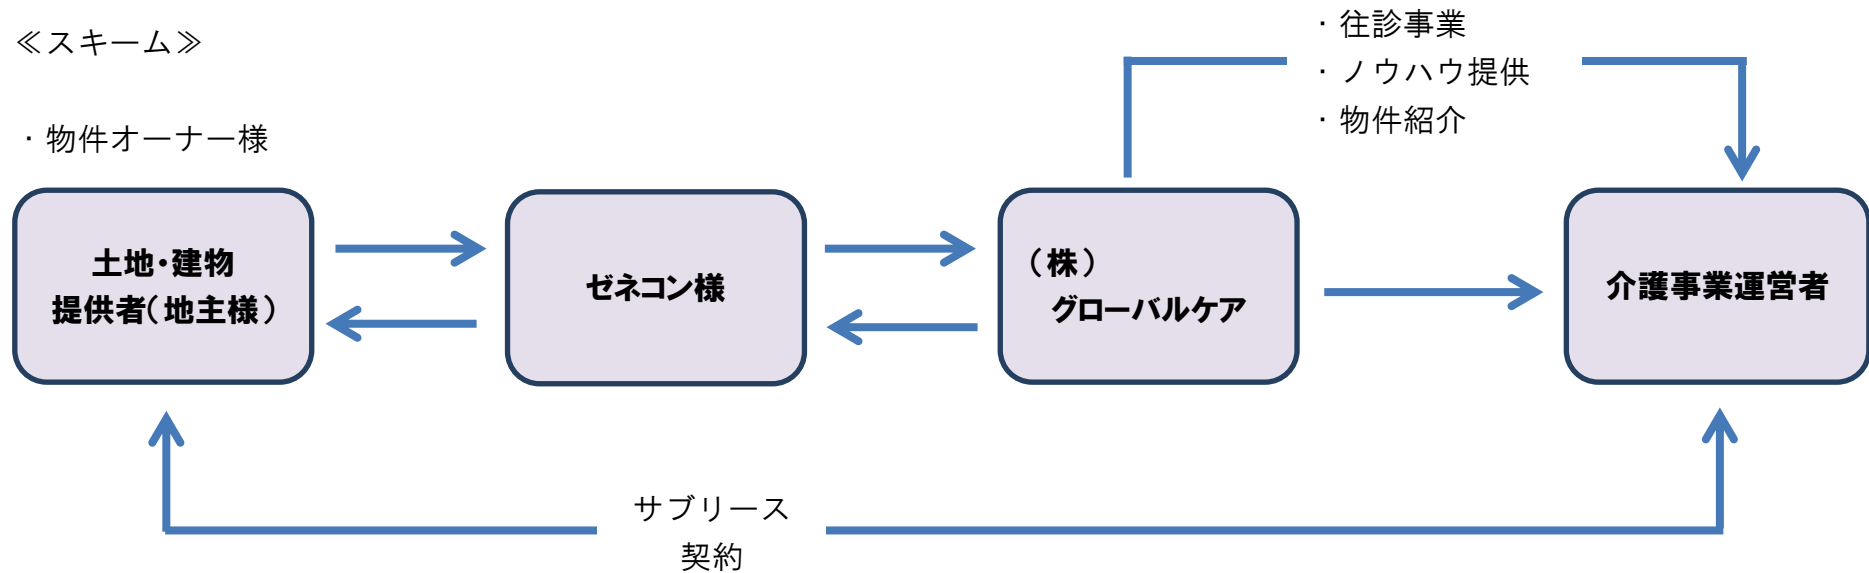 ≪スキーム≫
・往診事業
・ノウハウ提供
・物件紹介
・物件オーナー様
土地・建物
提供者（地主様）
ゼネコン様
（株）
グローバルケア
介護事業運営者
サブリース
契約